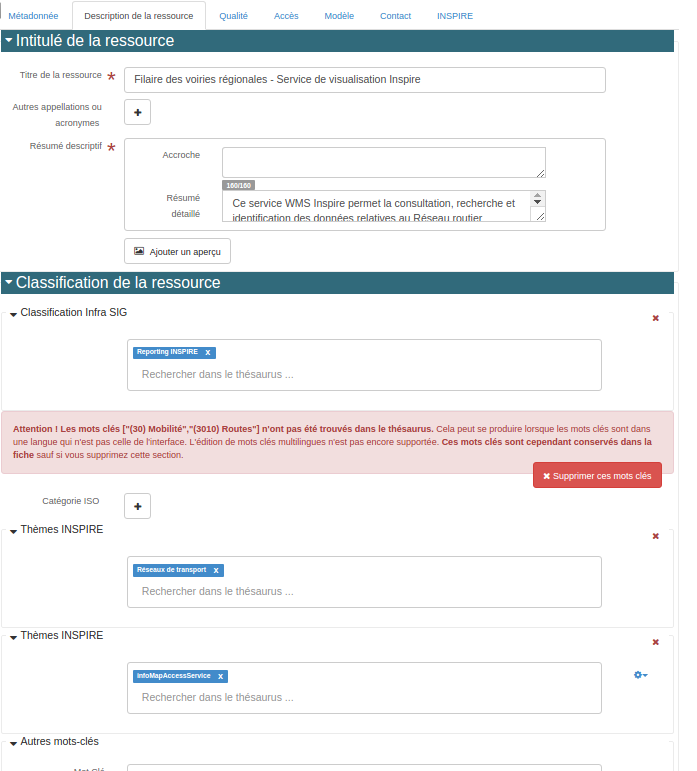 Métadonnée Description de la ressource Qualité Accès Modèle Contact INSPIRE
Intitulé de la ressource
Titre de la ressource * Filaire des voiries régionales - Service de visualisation Inspire
Autres appellations ou
acronymes
Résumé descriptif *
Accroche
160/160
Résumé
détaillé
Ce service WMS Inspire permet la consultation, recherche et
identification des données relatives au Réseau routier
Ajouter un aperçu
Classification de la ressource
Classification Infra SIG
Reporting INSPIRE x
Rechercher dans le thésaurus ...
Attention ! Les mots clés ["(30) Mobilité","(3010) Routes"] n'ont pas été trouvés dans le thésaurus. Cela peut se produire lorsque les mots clés sont dans
une langue qui n'est pas celle de l'interface. L'édition de mots clés multilingues n'est pas encore supportée. Ces mots clés sont cependant conservés dans la
fiche sauf si vous supprimez cette section.
Supprimer ces mots clés
Catégorie ISO
Thèmes INSPIRE
Réseaux de transport x
Rechercher dans le thésaurus ...
Thèmes INSPIRE
infoMapAccessService x
Rechercher dans le thésaurus ...
Autres mots-clés
Mot Clé